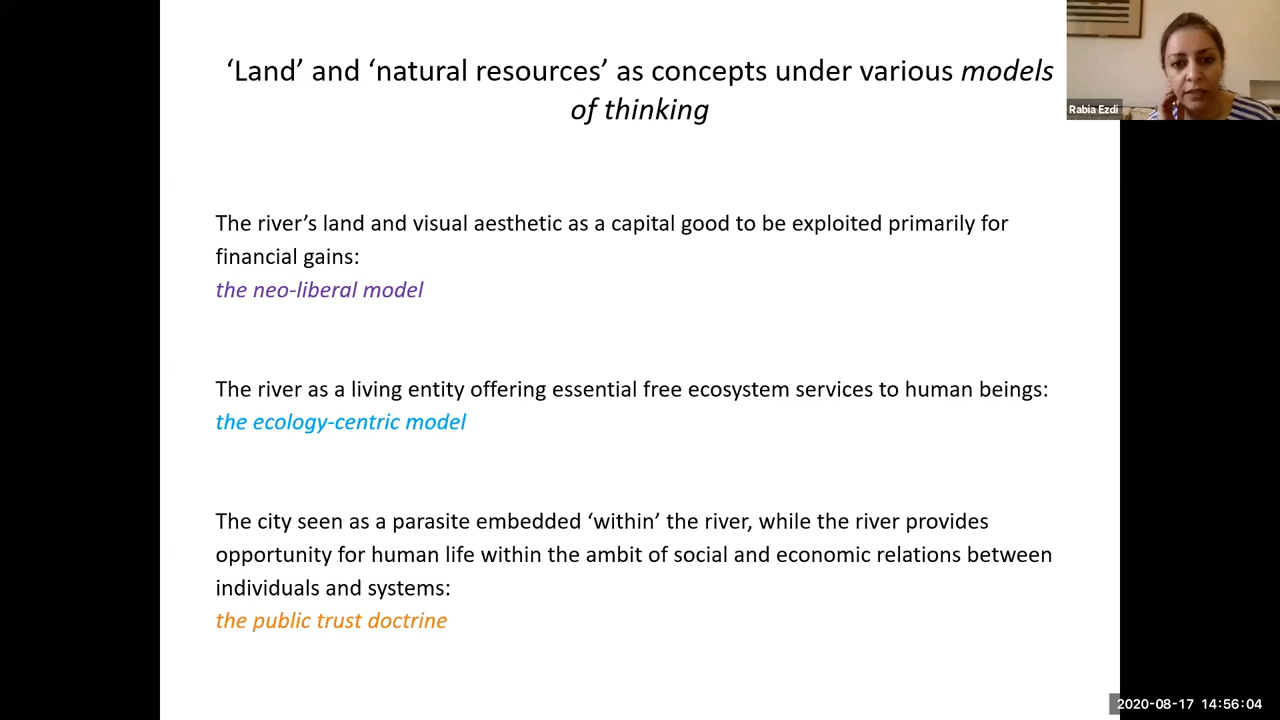 ‘Land’ and ‘natural resources’ as concepts under various models
of thinking
Rabia Ezdi
The river’s land and visual aesthetic as a capital good to be exploited primarily for
financial gains:
the neo-liberal model
The river as a living entity offering essential free ecosystem services to human beings:
the ecology-centric model
The city seen as a parasite embedded ‘within’ the river, while the river provides
opportunity for human life within the ambit of social and economic relations between
individuals and systems:
the public trust doctrine
2020-08-17 14:56:04